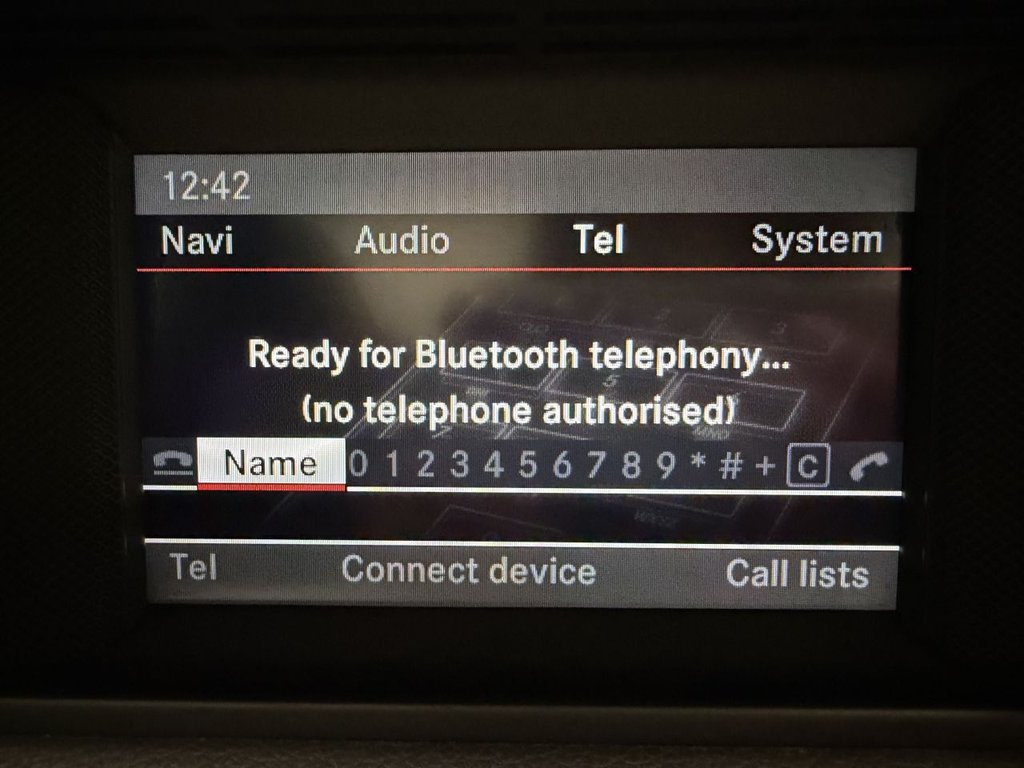 12:42
Navi Audio Tel System
Ready for Bluetooth telephony...
(no telephone authorised)
Name 0 1 2 3 4 5 6 7 8 9 * # + C
Tel Connect device Call lists